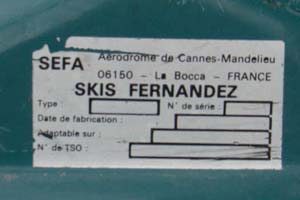 SEFA Aérodrome de Cannes-Mandelieu
06150 - La Bocca - FRANCE
SKIS FERNANDEZ
Type : N° de série :
Date de fabrication :
Adaptable sur :
N° de TSO :